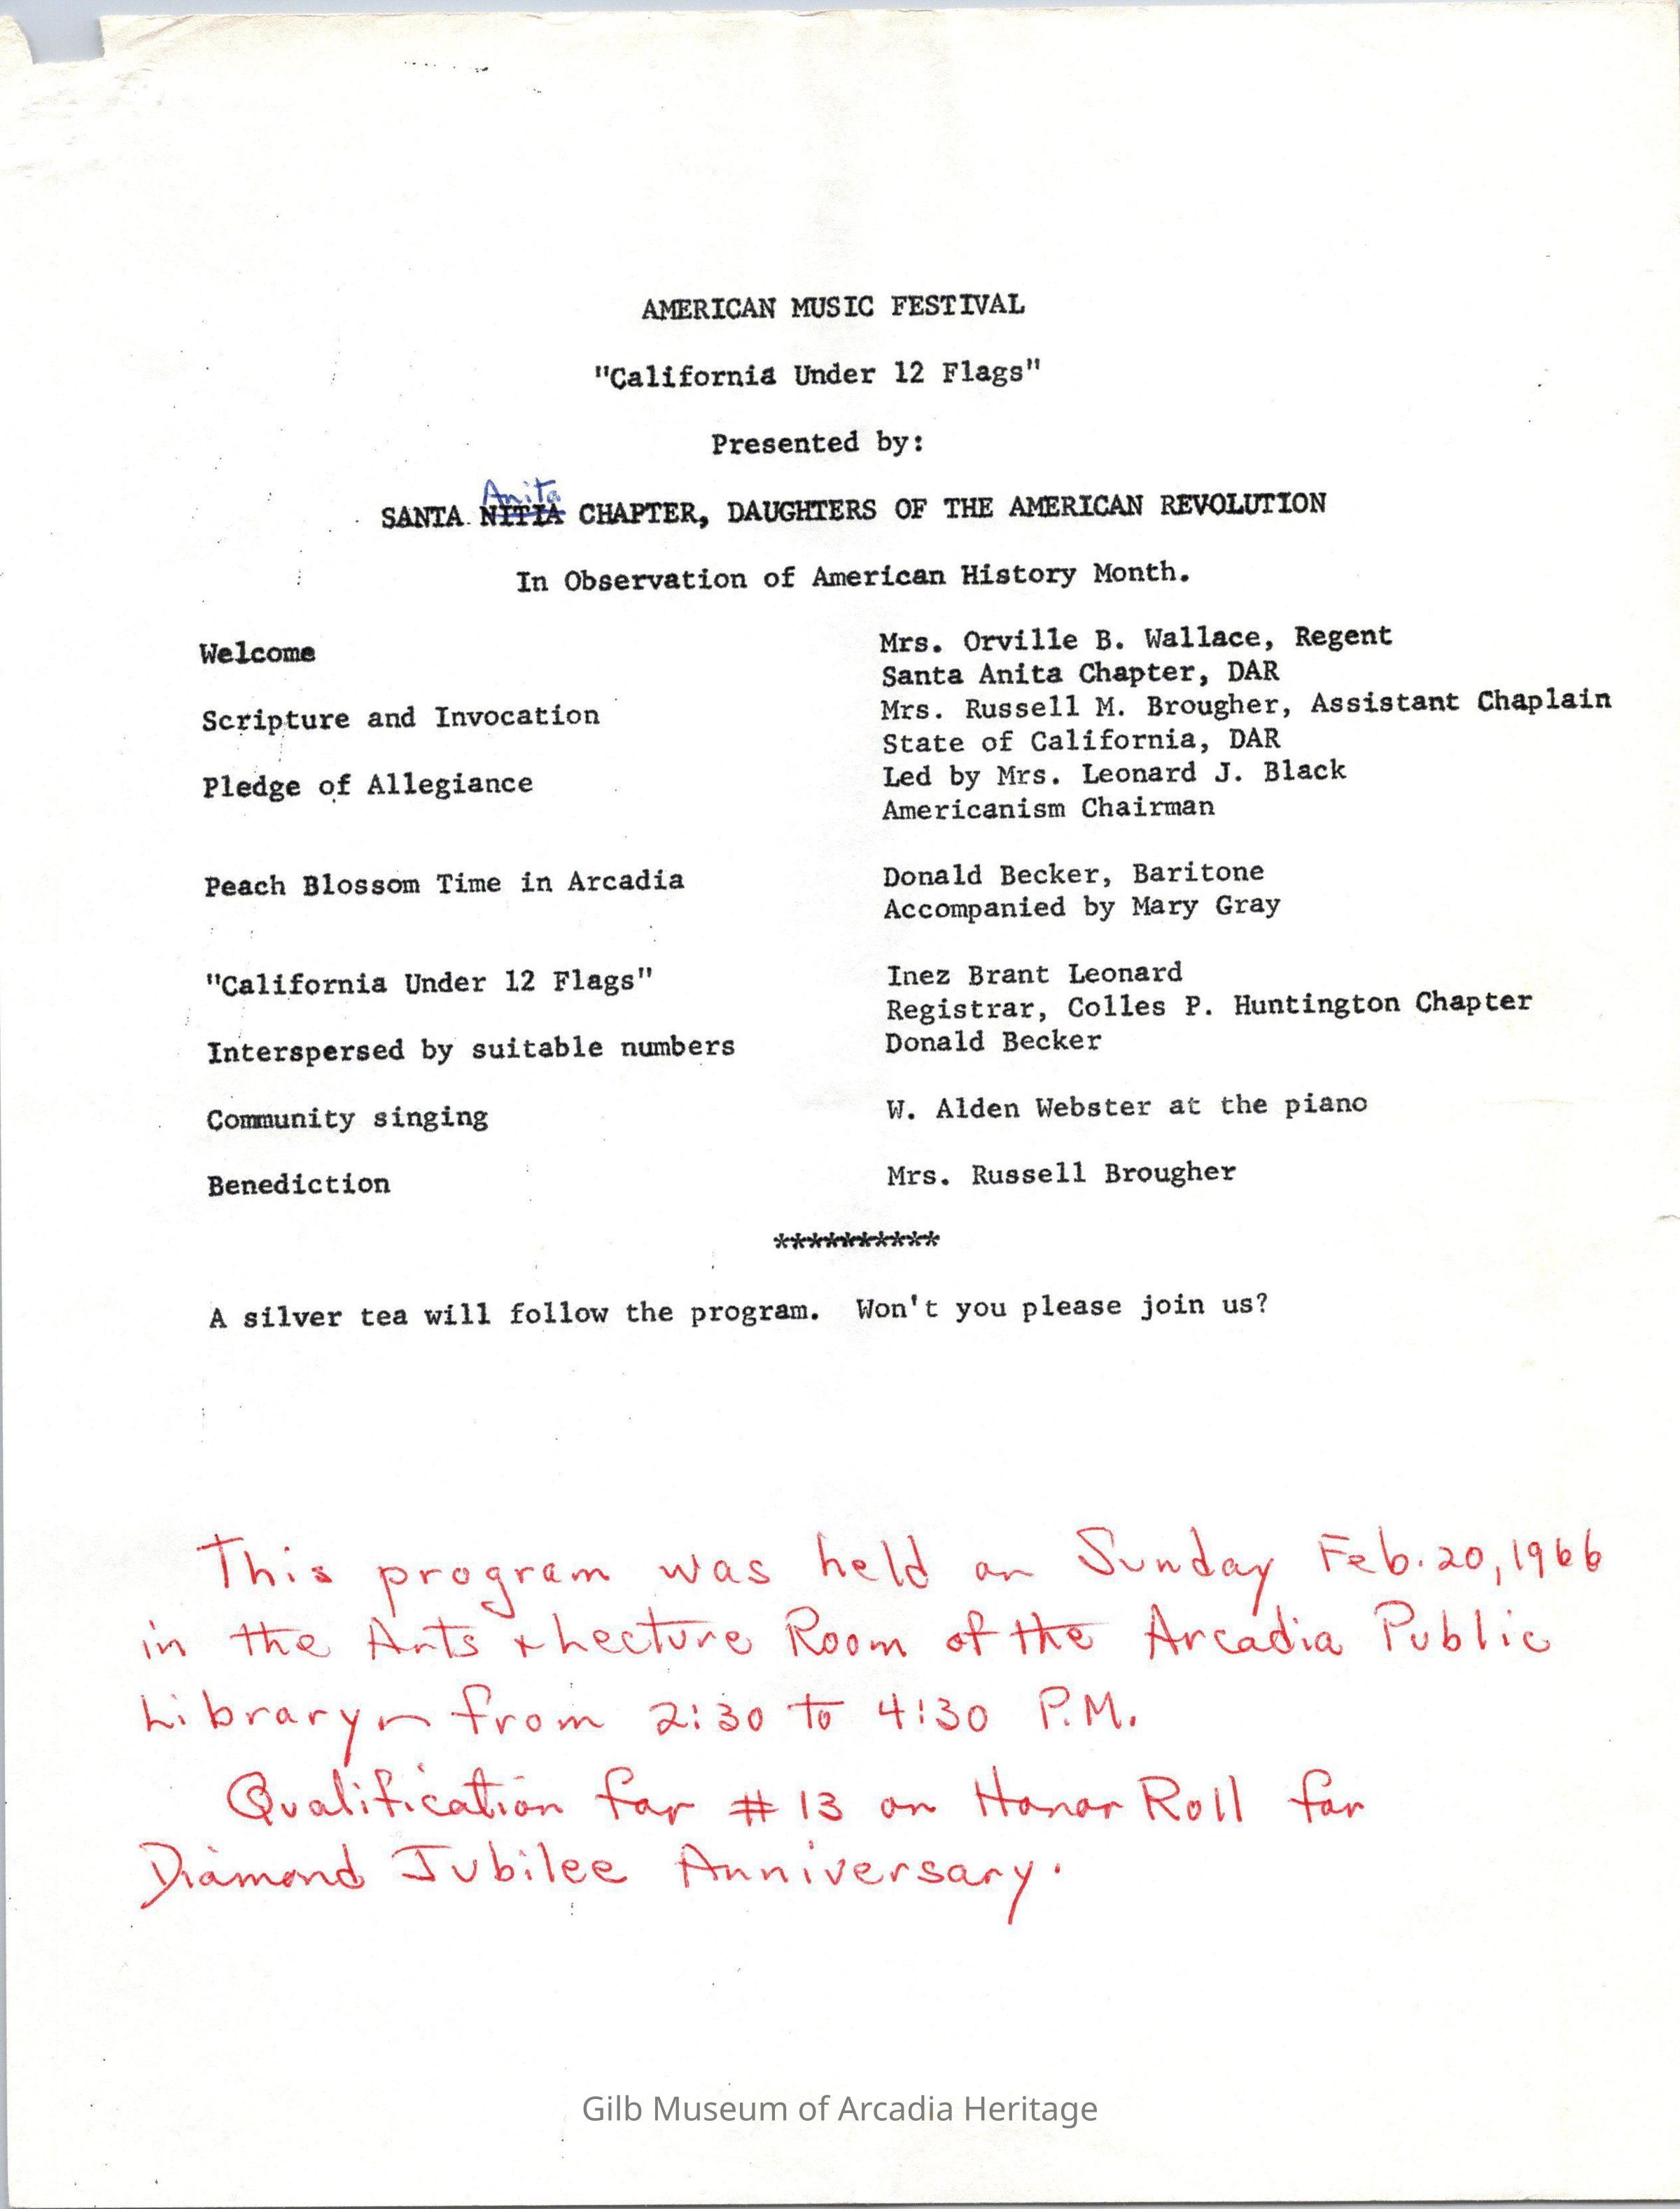 AMERICAN MUSIC FESTIVAL
"California Under 12 Flags"
Presented by:
Anita
SANTA NITIA CHAPTER, DAUGHTERS OF THE AMERICAN REVOLUTION
In Observation of American History Month.
Welcome Mrs. Orville B. Wallace, Regent
Santa Anita Chapter, DAR
Scripture and Invocation Mrs. Russell M. Brougher, Assistant Chaplain
State of California, DAR
Pledge of Allegiance Led by Mrs. Leonard J. Black
Americanism Chairman
Peach Blossom Time in Arcadia Donald Becker, Baritone
Accompanied by Mary Gray
"California Under 12 Flags" Inez Brant Leonard
Registrar, Colles P. Huntington Chapter
Interspersed by suitable numbers Donald Becker
Community singing W. Alden Webster at the piano
Benediction Mrs. Russell Brougher
**********
A silver tea will follow the program. Won't you please join us?
This program was held on Sunday Feb. 20, 1966
in the Arts & Lecture Room of the Arcadia Public
Library — from 2:30 to 4:30 P.M.
Qualification for # 13 on Honor Roll for
Diamond Jubilee Anniversary.
Gilb Museum of Arcadia Heritage